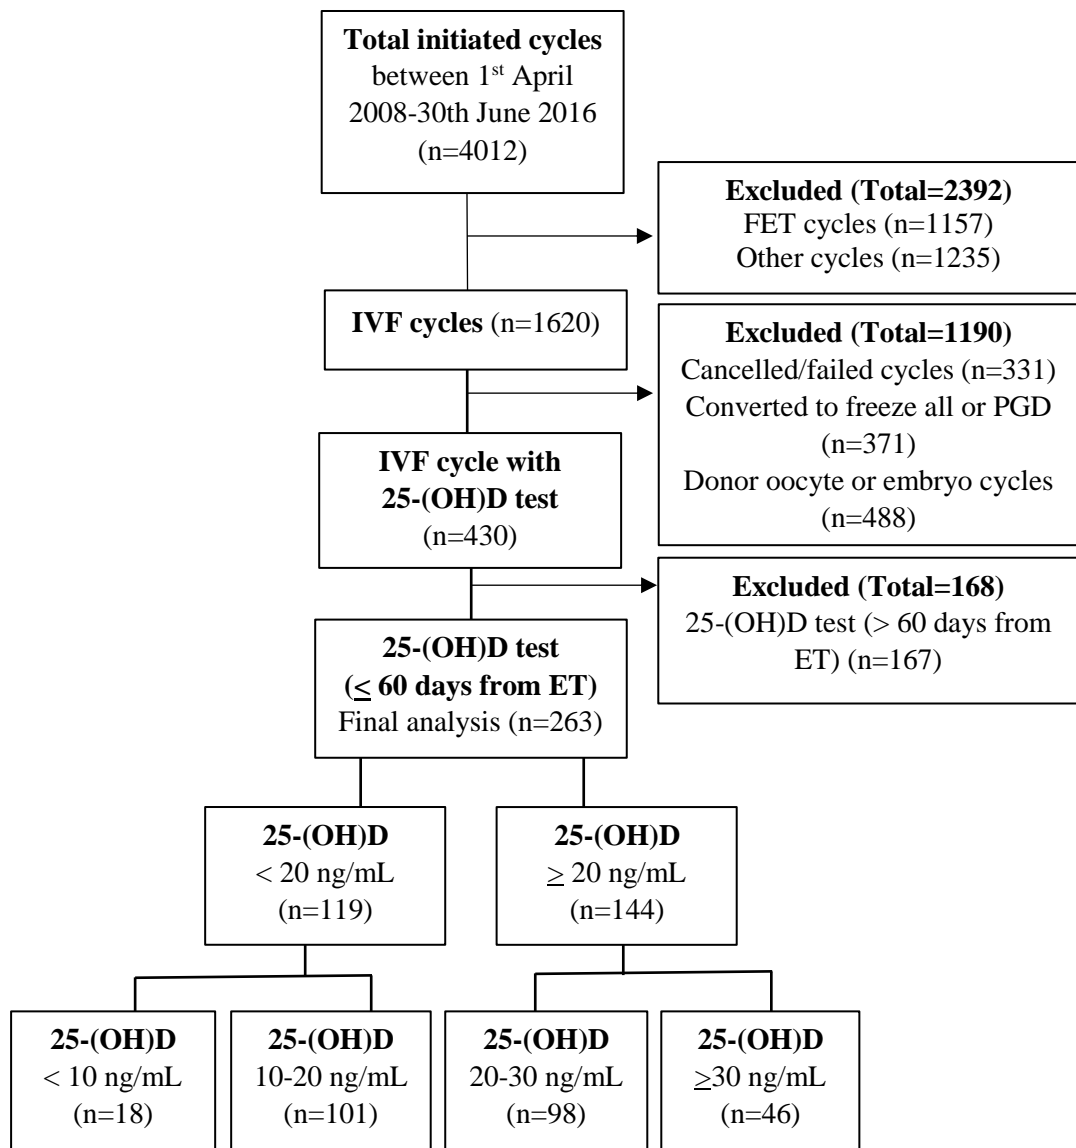 Total initiated cycles
between 1st April
2008-30th June 2016
(n=4012)
Excluded (Total=2392)
FET cycles (n=1157)
Other cycles (n=1235)
IVF cycles (n=1620)
Excluded (Total=1190)
Cancelled/failed cycles (n=331)
Converted to freeze all or PGD
(n=371)
Donor oocyte or embryo cycles
(n=488)
IVF cycle with
25-(OH)D test
(n=430)
Excluded (Total=168)
25-(OH)D test (> 60 days from
ET) (n=167)
25-(OH)D test
(≤ 60 days from ET)
Final analysis (n=263)
25-(OH)D
< 20 ng/mL
(n=119)
25-(OH)D
≥ 20 ng/mL
(n=144)
25-(OH)D
< 10 ng/mL
(n=18)
25-(OH)D
10-20 ng/mL
(n=101)
25-(OH)D
20-30 ng/mL
(n=98)
25-(OH)D
≥30 ng/mL
(n=46)